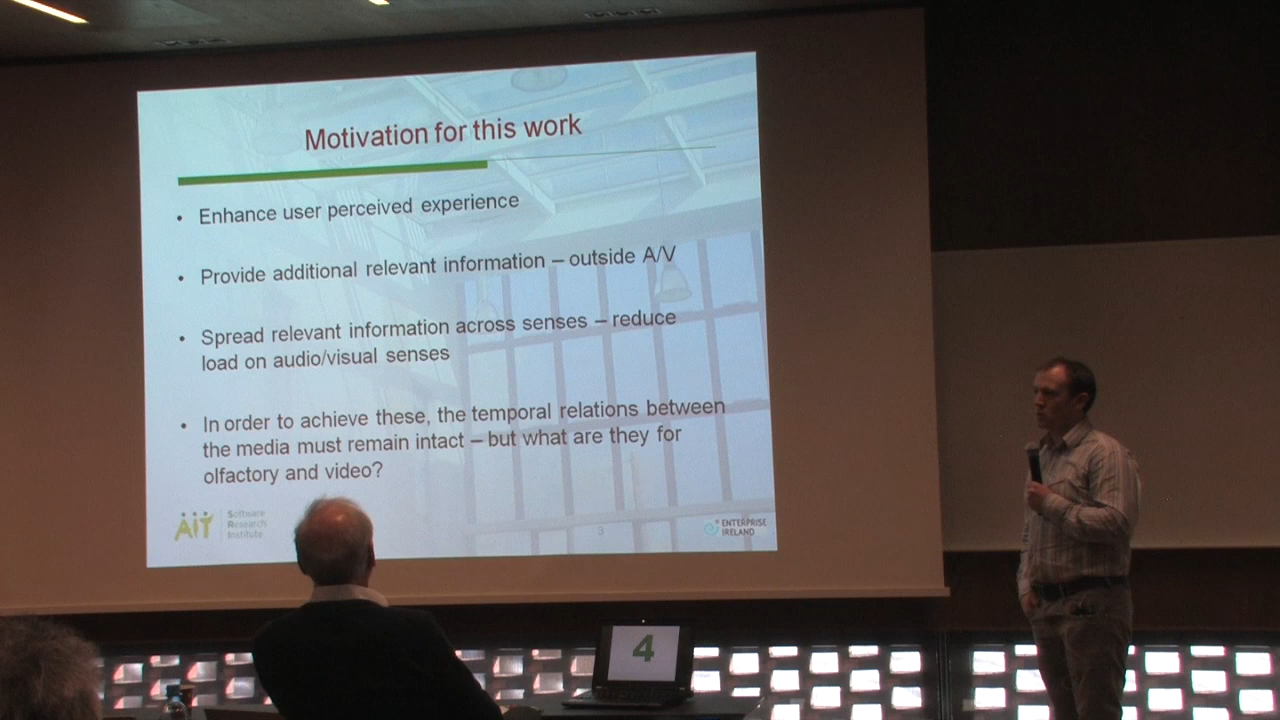 Motivation for this work
• Enhance user perceived experience
• Provide additional relevant information – outside A/V
• Spread relevant information across senses – reduce
load on audio/visual senses
• In order to achieve these, the temporal relations between
the media must remain intact – but what are they for
olfactory and video?
AIT
Software
Research
Institute
3
ENTERPRISE
IRELAND
4